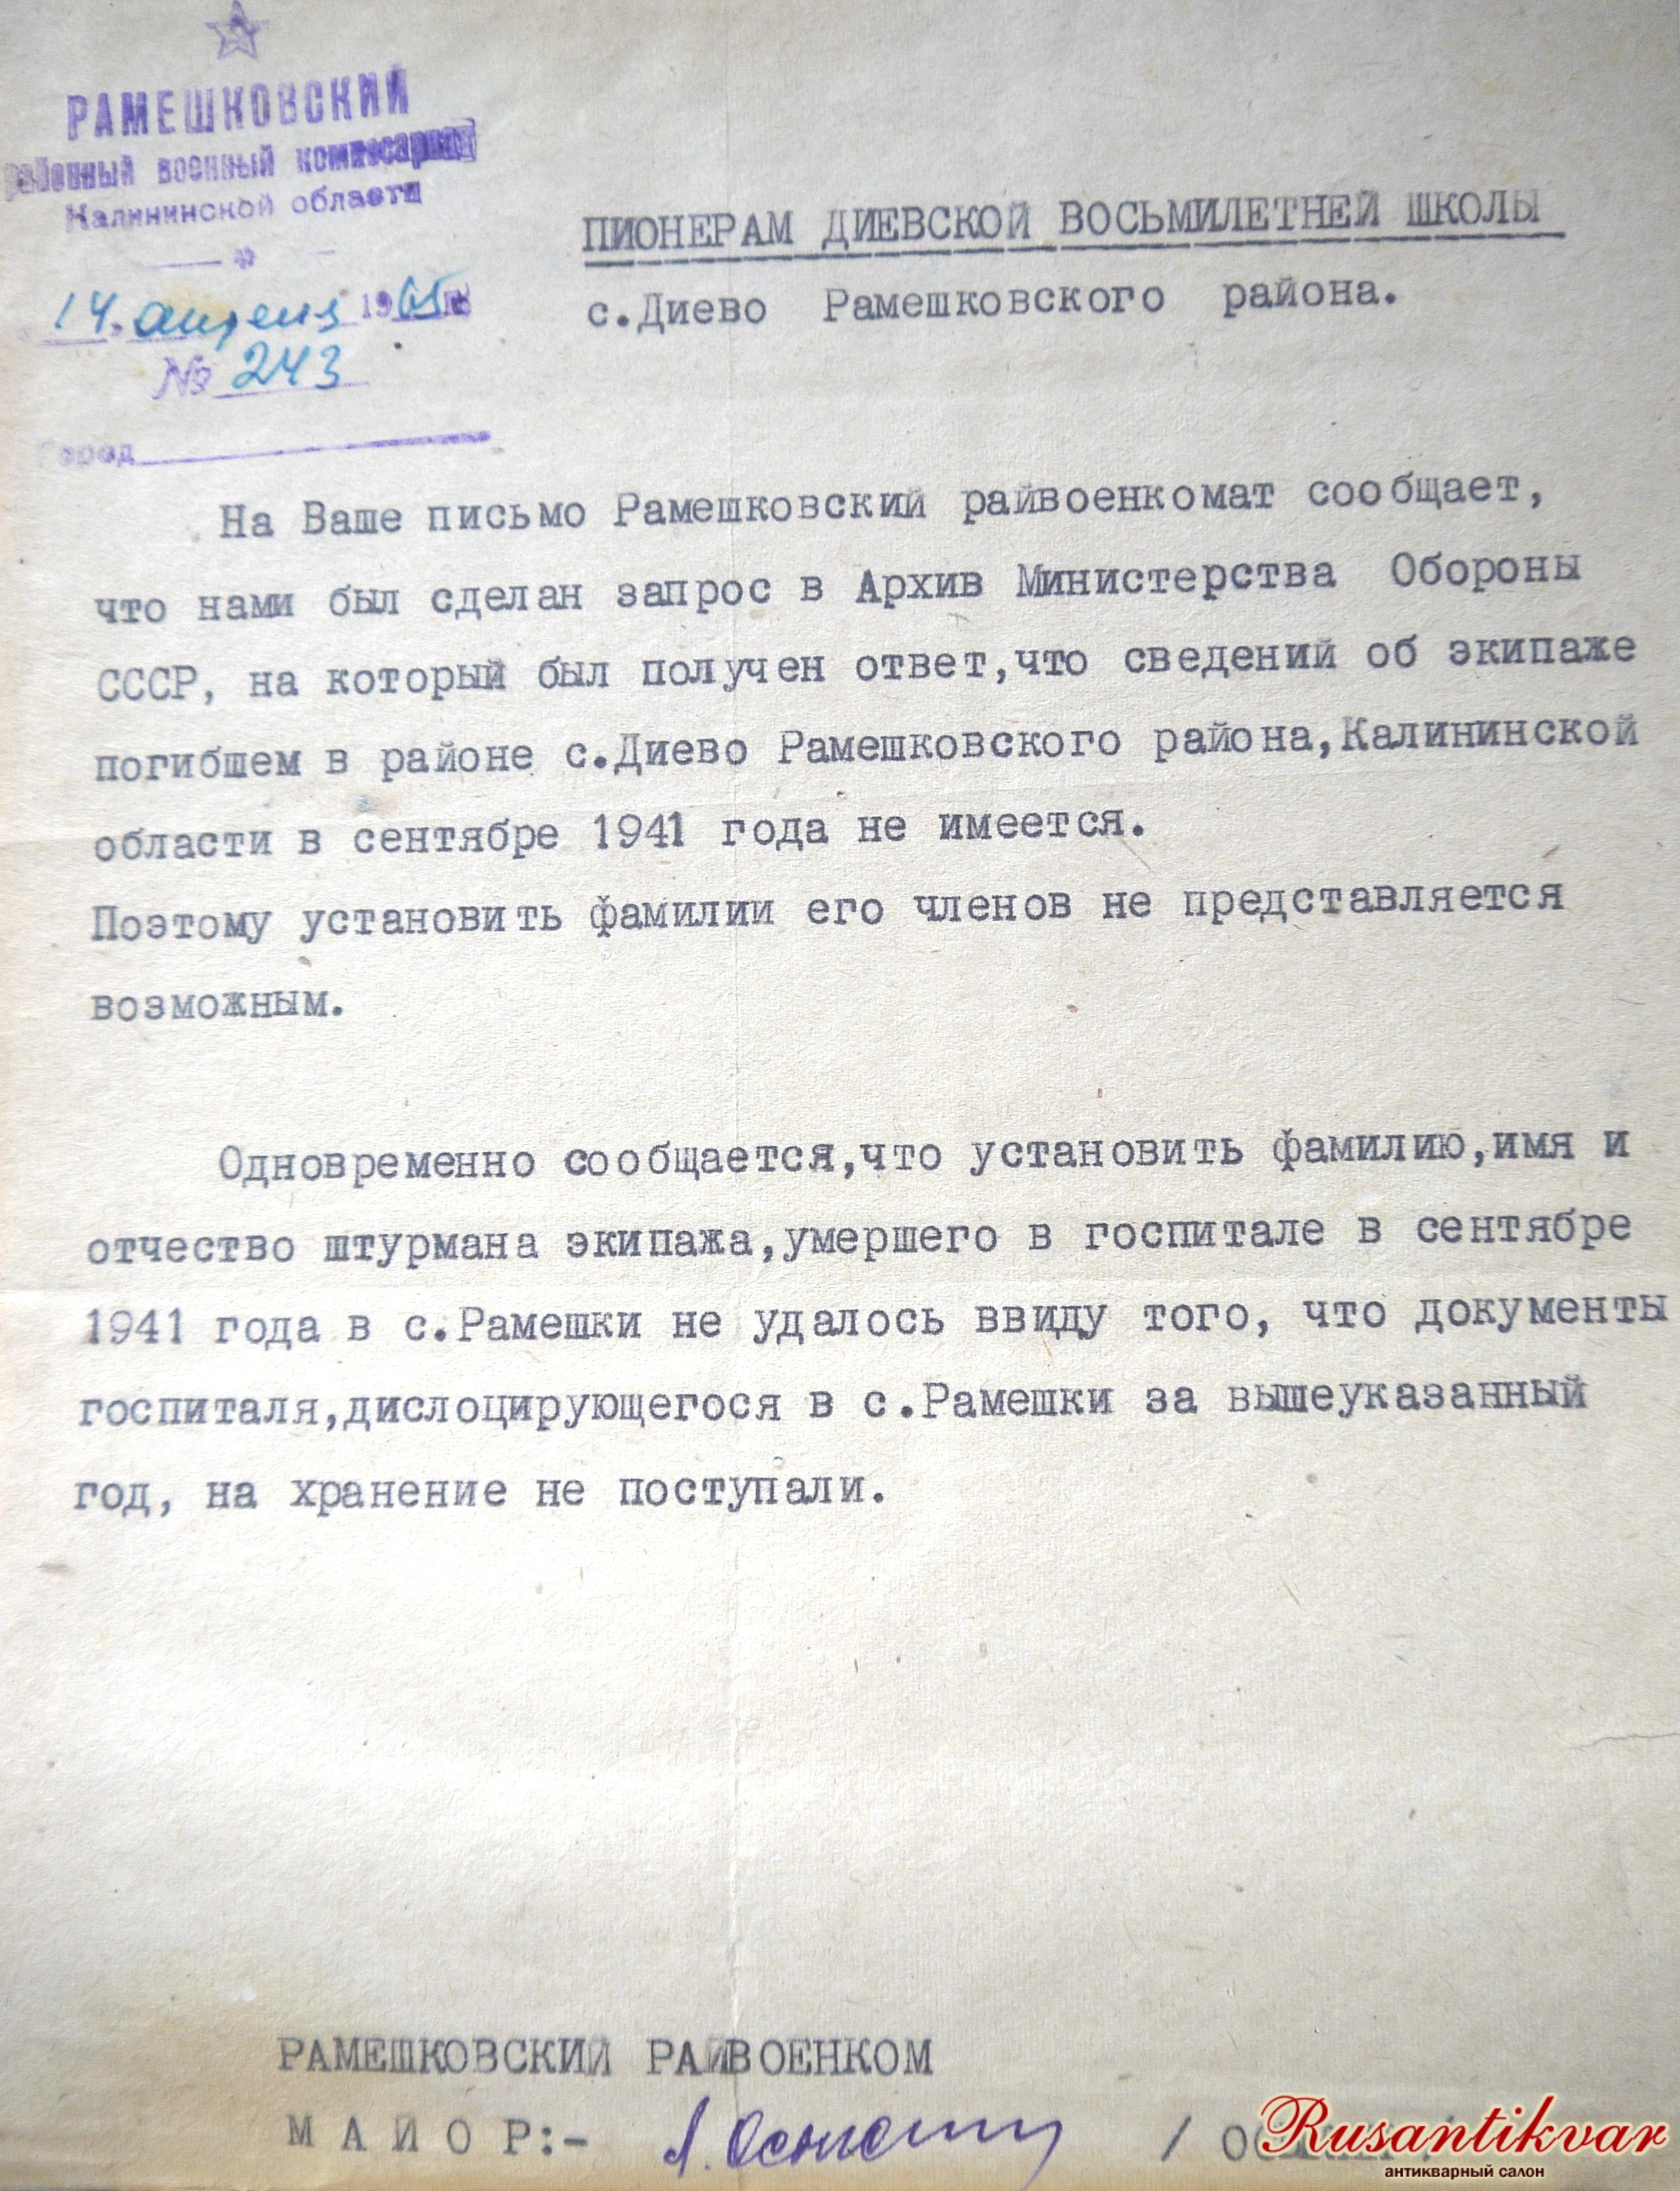 РАМЕШКОВСКИЙ
районный военный комиссариат
Калининской области
14. апреля 1965 г.
№ 243
Город
ПИОНЕРАМ ДИЕВСКОЙ ВОСЬМИЛЕТНЕЙ ШКОЛЫ
с.Диево Рамешковского района.
На Ваше письмо Рамешковский райвоенкомат сообщает,
что нами был сделан запрос в Архив Министерства Обороны
СССР, на который был получен ответ,что сведений об экипаже
погибшем в районе с.Диево Рамешковского района,Калининской
области в сентябре 1941 года не имеется.
Поэтому установить фамилии его членов не представляется
возможным.
Одновременно сообщается,что установить фамилию,имя и
отчество штурмана экипажа,умершего в госпитале в сентябре
1941 года в с.Рамешки не удалось ввиду того, что документы
госпиталя,дислоцирующегося в с.Рамешки за вышеуказанный
год, на хранение не поступали.
РАМЕШКОВСКИЙ РАЙВОЕНКОМ
МАЙОР:- /
Rusantikvar
антикварный салон